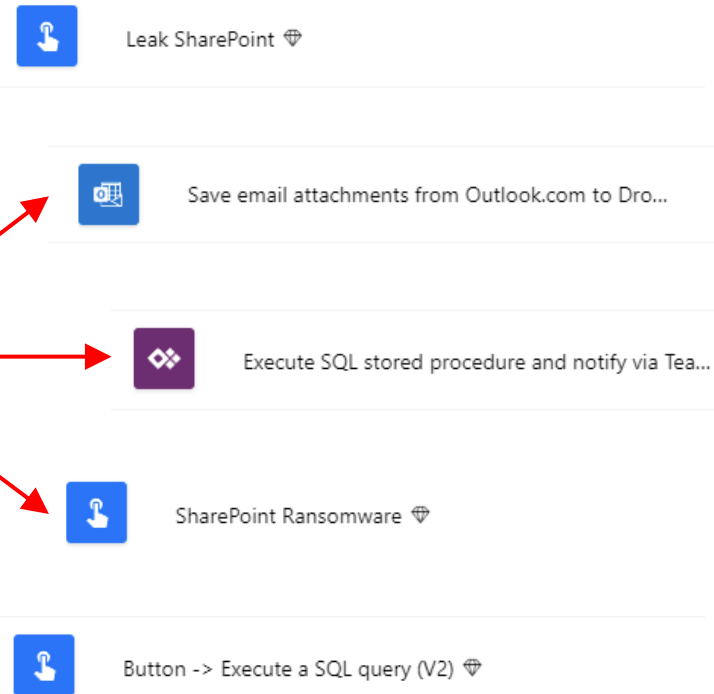 Leak SharePoint
Save email attachments from Outlook.com to Dro...
Execute SQL stored procedure and notify via Tea...
SharePoint Ransomware
Button -> Execute a SQL query (V2)